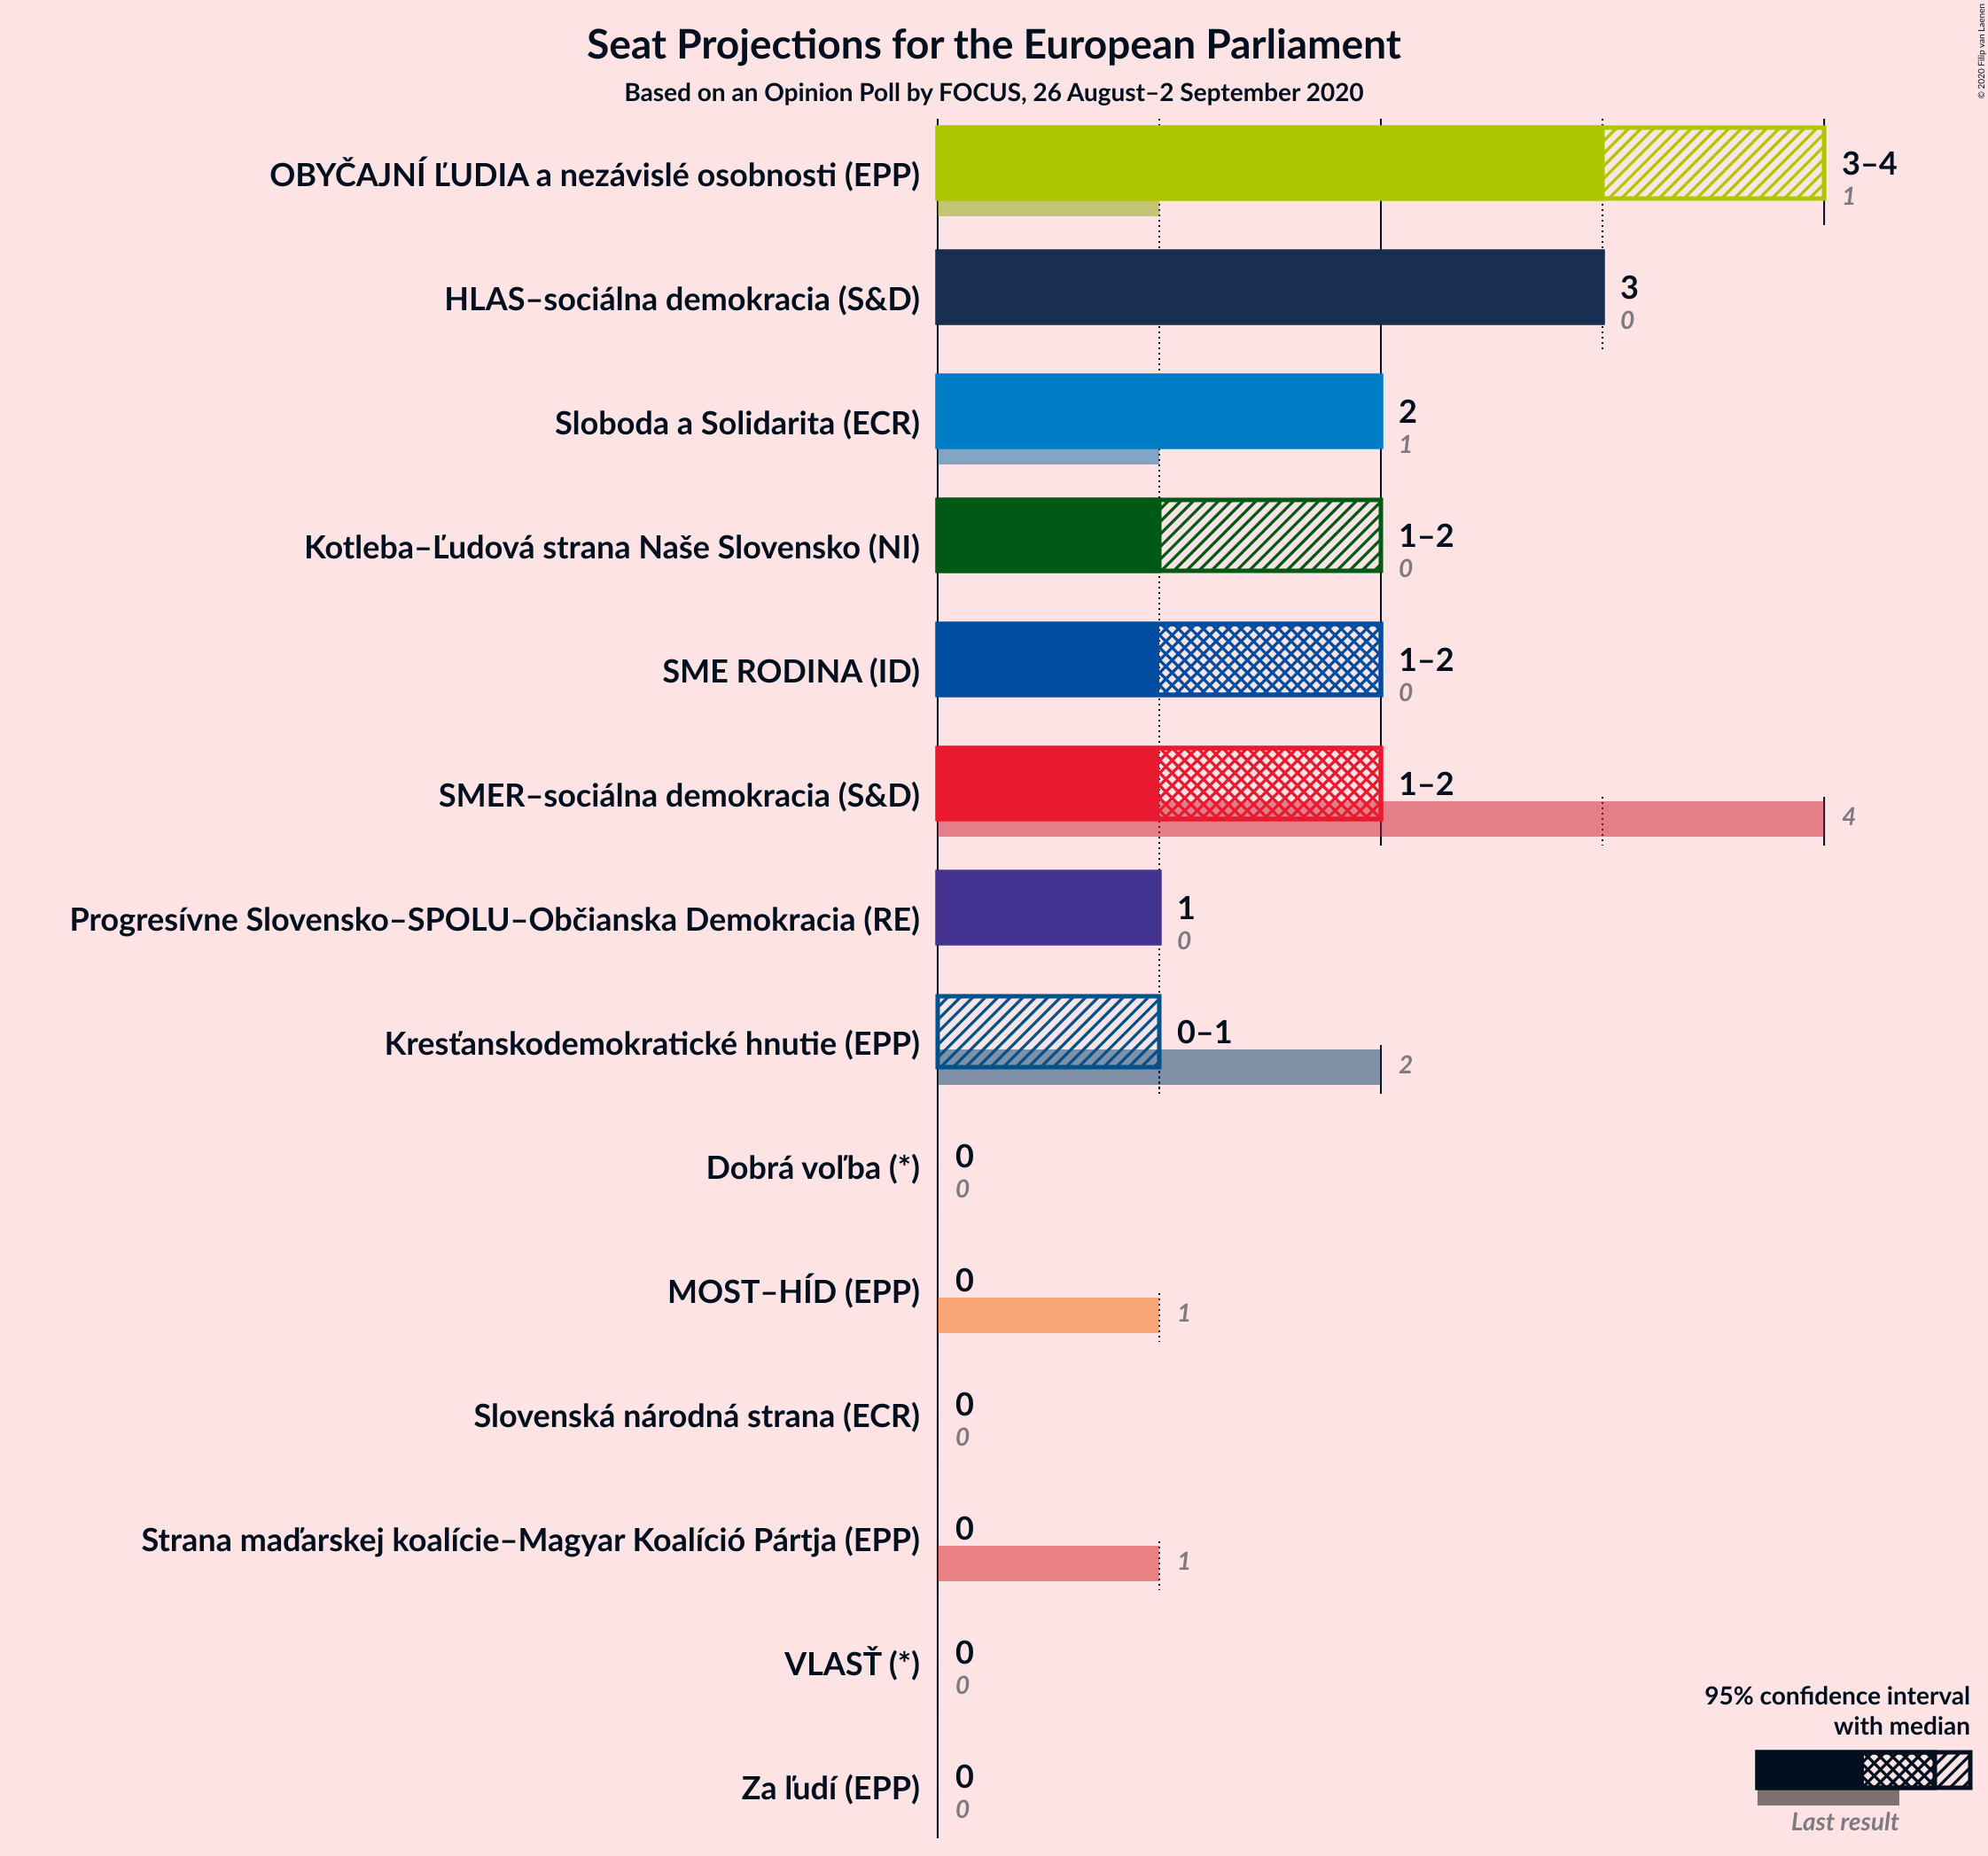 Seat Projections for the European Parliament
Based on an Opinion Poll by FOCUS, 26 August–2 September 2020
© 2020 Filip van Laenen
OBYČAJNÍ ĽUDIA a nezávislé osobnosti (EPP)
3–4
1
HLAS–sociálna demokracia (S&D)
3
0
Sloboda a Solidarita (ECR)
2
1
Kotleba–Ľudová strana Naše Slovensko (NI)
1–2
0
SME RODINA (ID)
1–2
0
SMER–sociálna demokracia (S&D)
1–2
4
Progresívne Slovensko–SPOLU–Občianska Demokracia (RE)
1
0
Kresťanskodemokratické hnutie (EPP)
0–1
2
Dobrá voľba (*)
0
0
MOST–HÍD (EPP)
0
1
Slovenská národná strana (ECR)
0
0
Strana maďarskej koalície–Magyar Koalíció Pártja (EPP)
0
1
VLASŤ (*)
0
0
Za ľudí (EPP)
0
0
95% confidence interval
with median
Last result